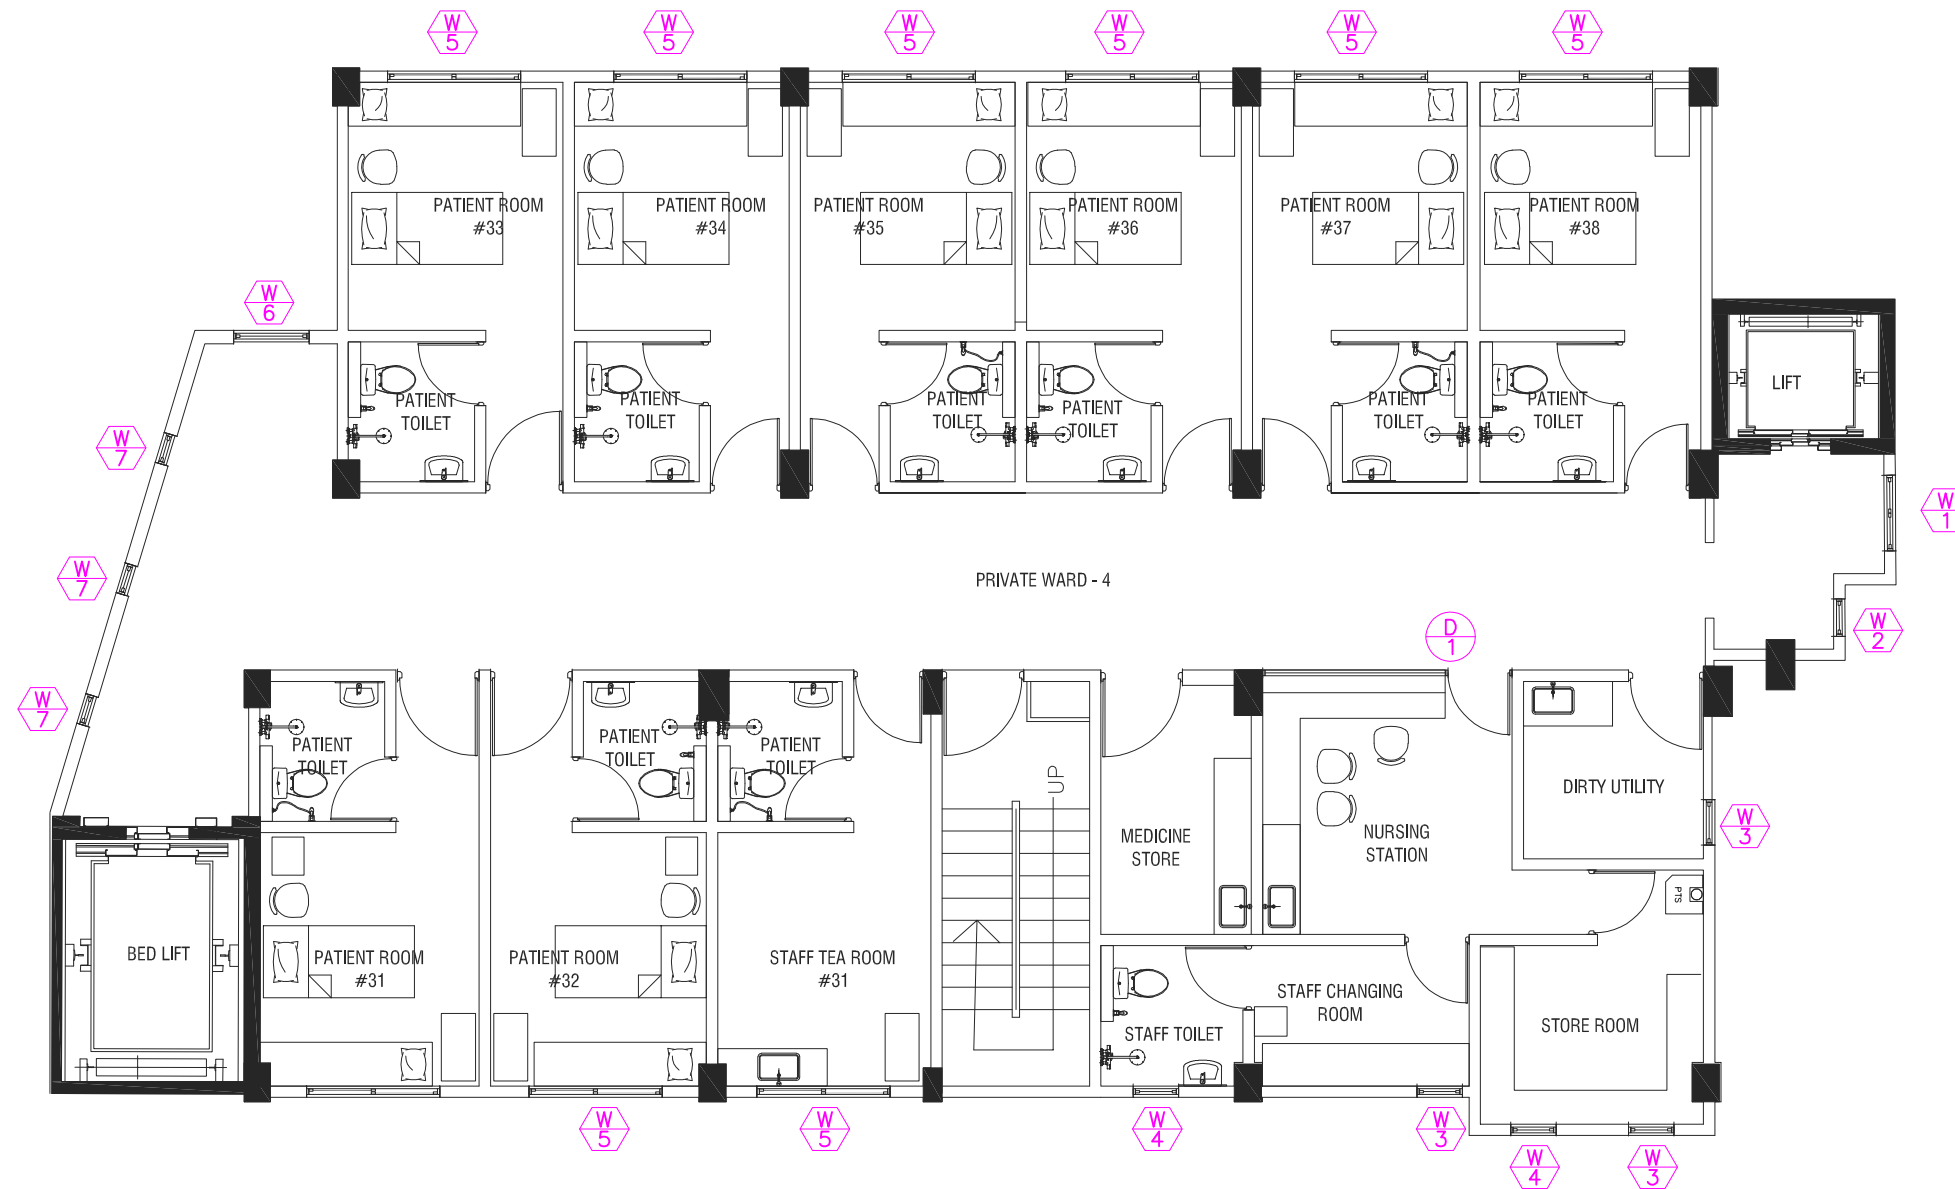 W
5
W
5
W
5
W
5
W
5
W
5
PATIENT ROOM
#33
PATIENT ROOM
#34
PATIENT ROOM
#35
PATIENT ROOM
#36
PATIENT ROOM
#37
PATIENT ROOM
#38
W
6
LIFT
PATIENT
TOILET
PATIENT
TOILET
PATIENT
TOILET
PATIENT
TOILET
PATIENT
TOILET
PATIENT
TOILET
W
7
W
1
W
7
PRIVATE WARD - 4
D
1
W
2
W
7
PATIENT
TOILET
PATIENT
TOILET
PATIENT
TOILET
UP
DIRTY UTILITY
W
3
MEDICINE
STORE
NURSING
STATION
PTS
BED LIFT
PATIENT ROOM
#31
PATIENT ROOM
#32
STAFF TEA ROOM
#31
STAFF CHANGING
ROOM
STAFF TOILET
STORE ROOM
W
5
W
5
W
4
W
3
W
4
W
3